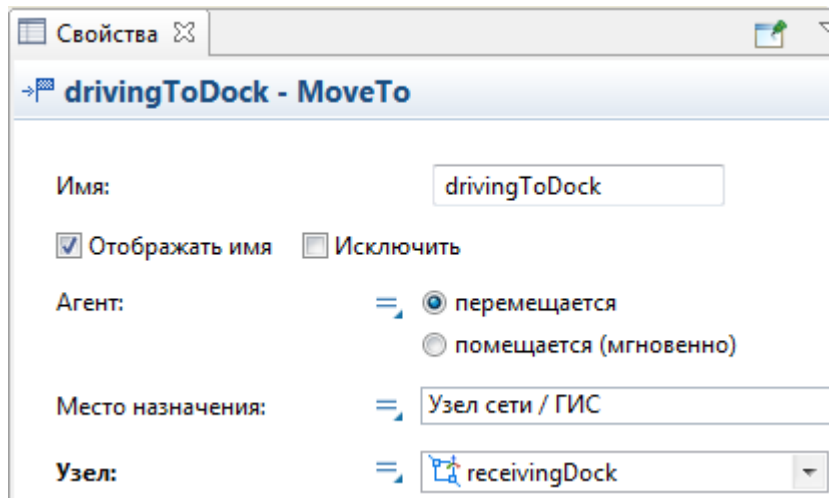 Свойства
drivingToDock - MoveTo
Имя: drivingToDock
Отображать имя Исключить
Агент: перемещается
помещается (мгновенно)
Место назначения: Узел сети / ГИС
Узел: receivingDock